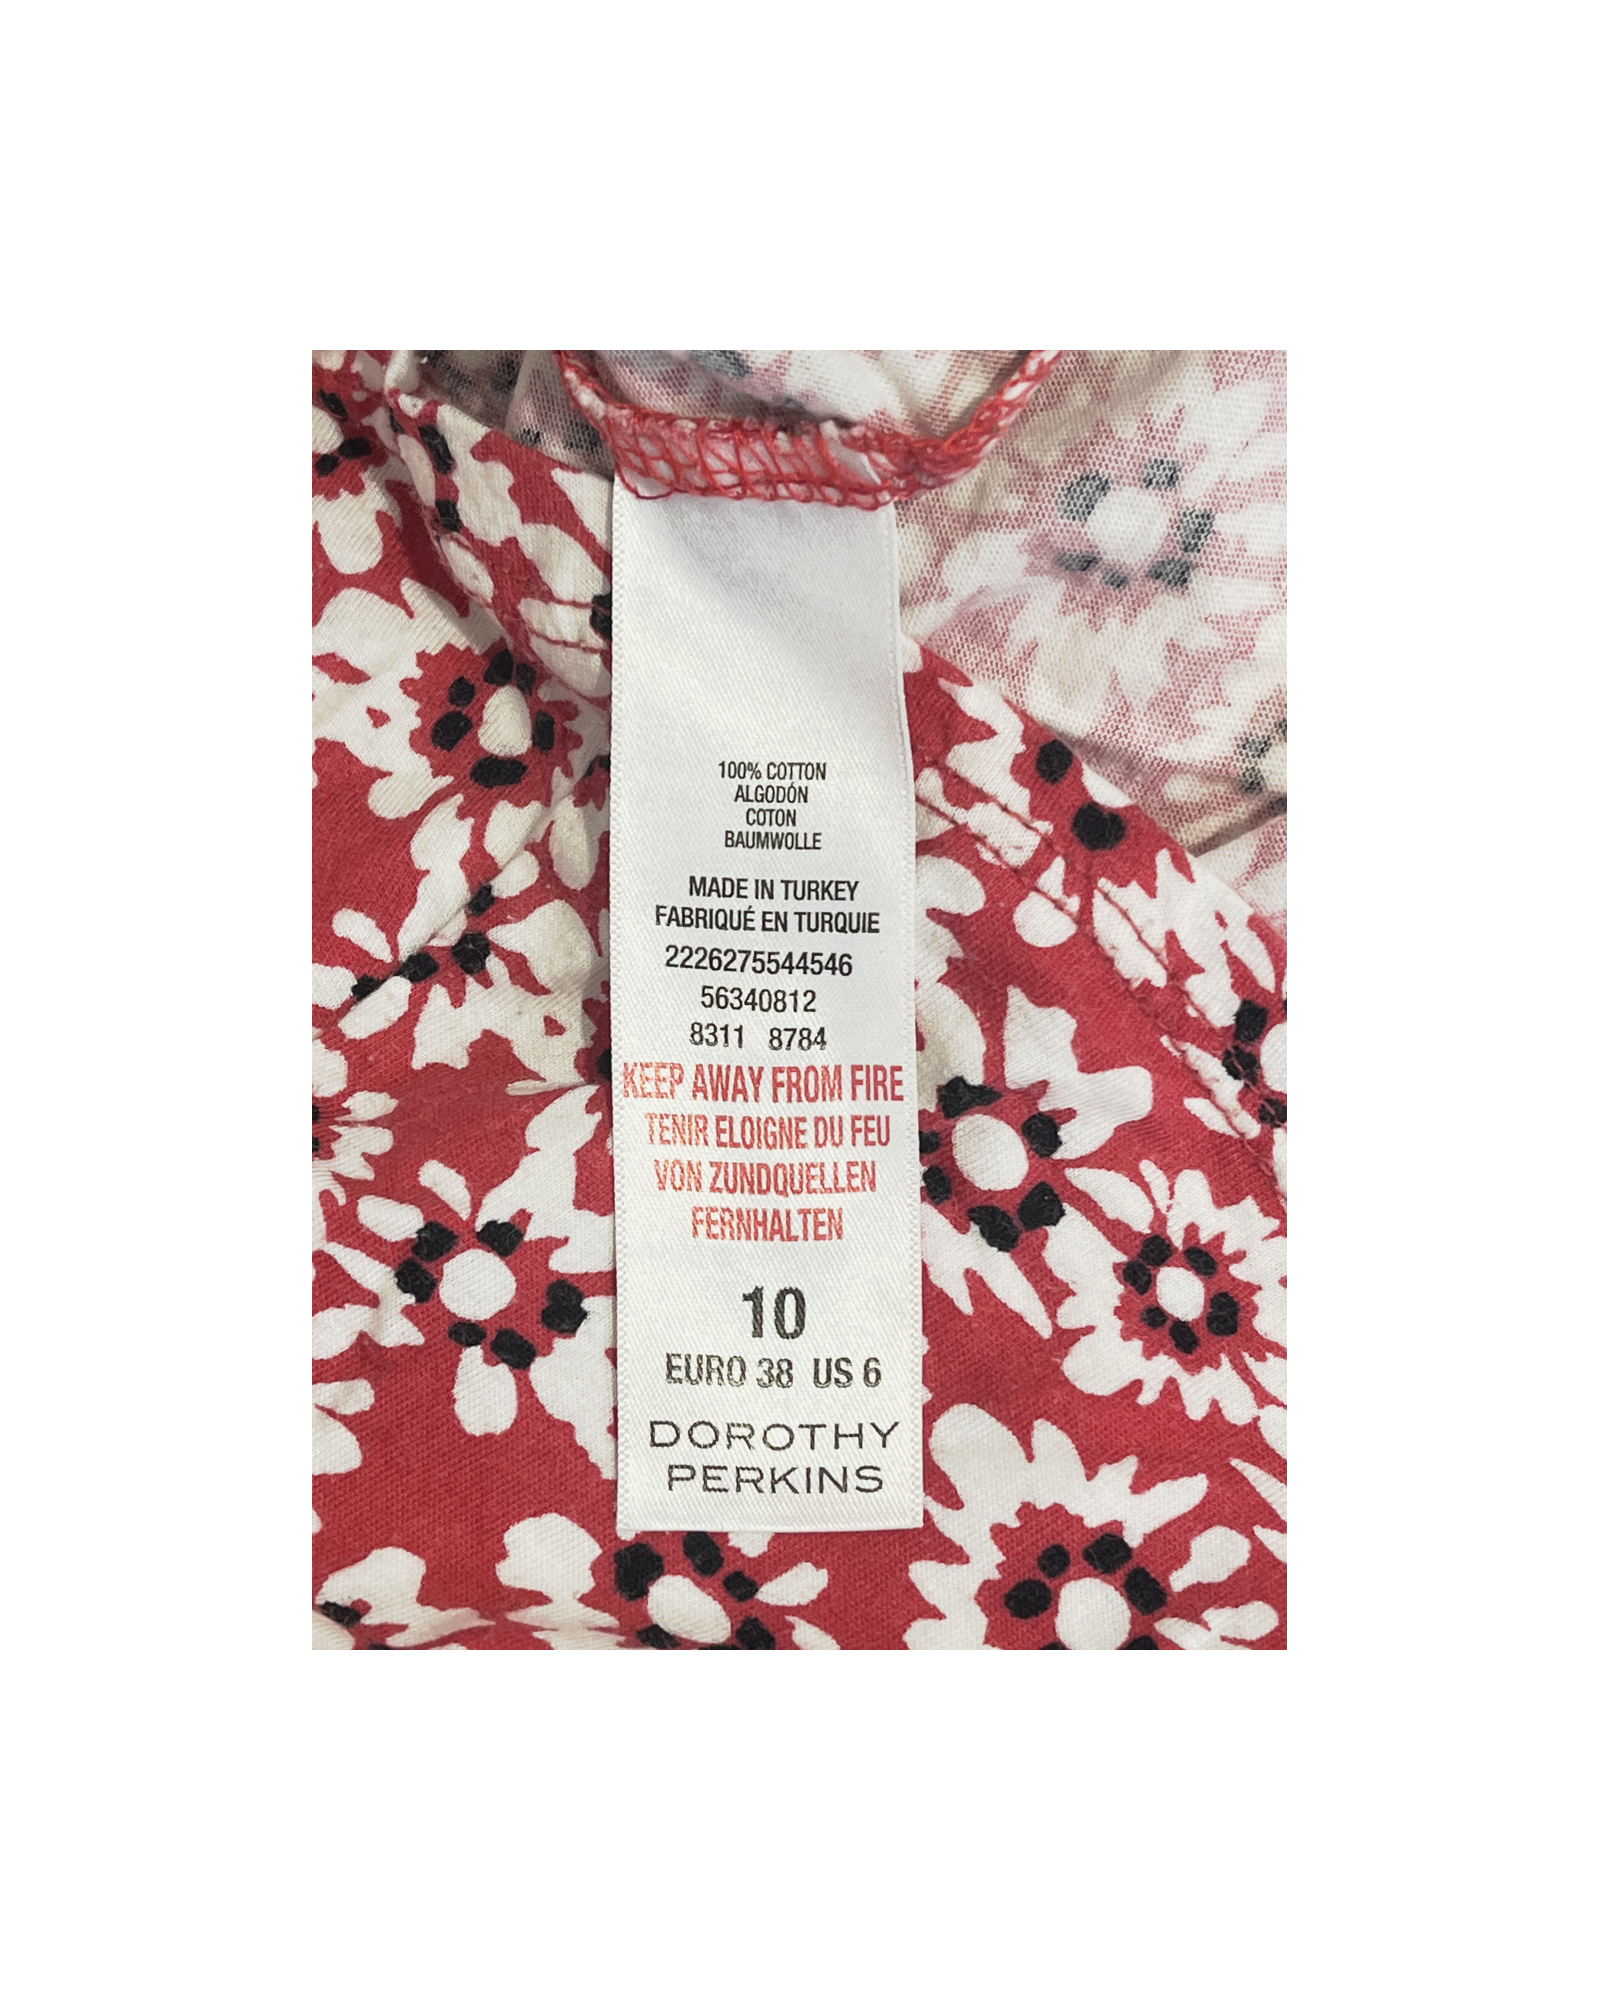 100% COTTON
ALGODÓN
COTON
BAUMWOLLE
MADE IN TURKEY
FABRIQUÉ EN TURQUIE
2226275544546
56340812
8311 8784
KEEP AWAY FROM FIRE
TENIR ELOIGNE DU FEU
VON ZUNDQUELLEN
FERNHALTEN
10
EURO 38 US 6
DOROTHY
PERKINS